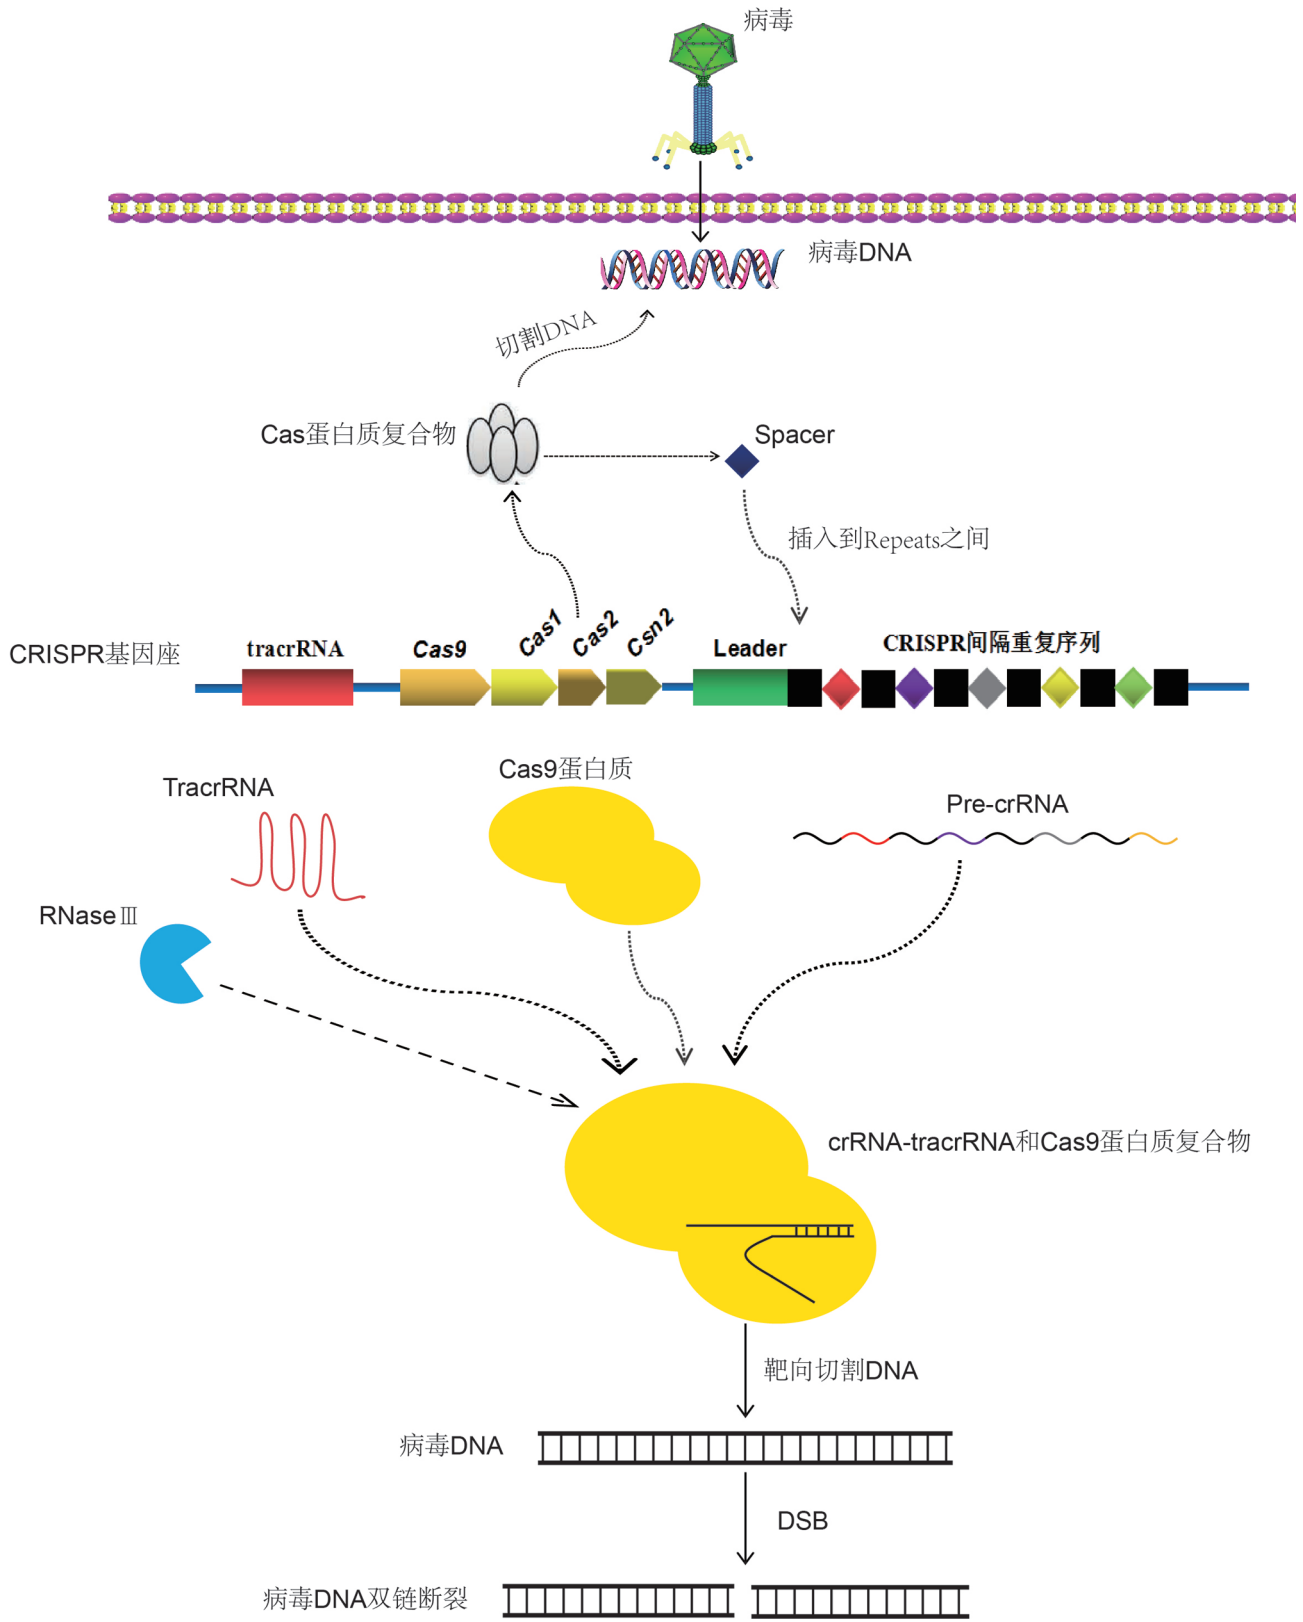 病毒
病毒DNA
切割DNA
Cas蛋白质复合物
Spacer
插入到Repeats之间
CRISPR基因座
tracrRNA
Cas9
Cas1
Cas2
Csn2
Leader
CRISPR间隔重复序列
TracrRNA
Cas9蛋白质
Pre-crRNA
RNaseⅢ
crRNA-tracrRNA和Cas9蛋白质复合物
靶向切割DNA
病毒DNA
DSB
病毒DNA双链断裂